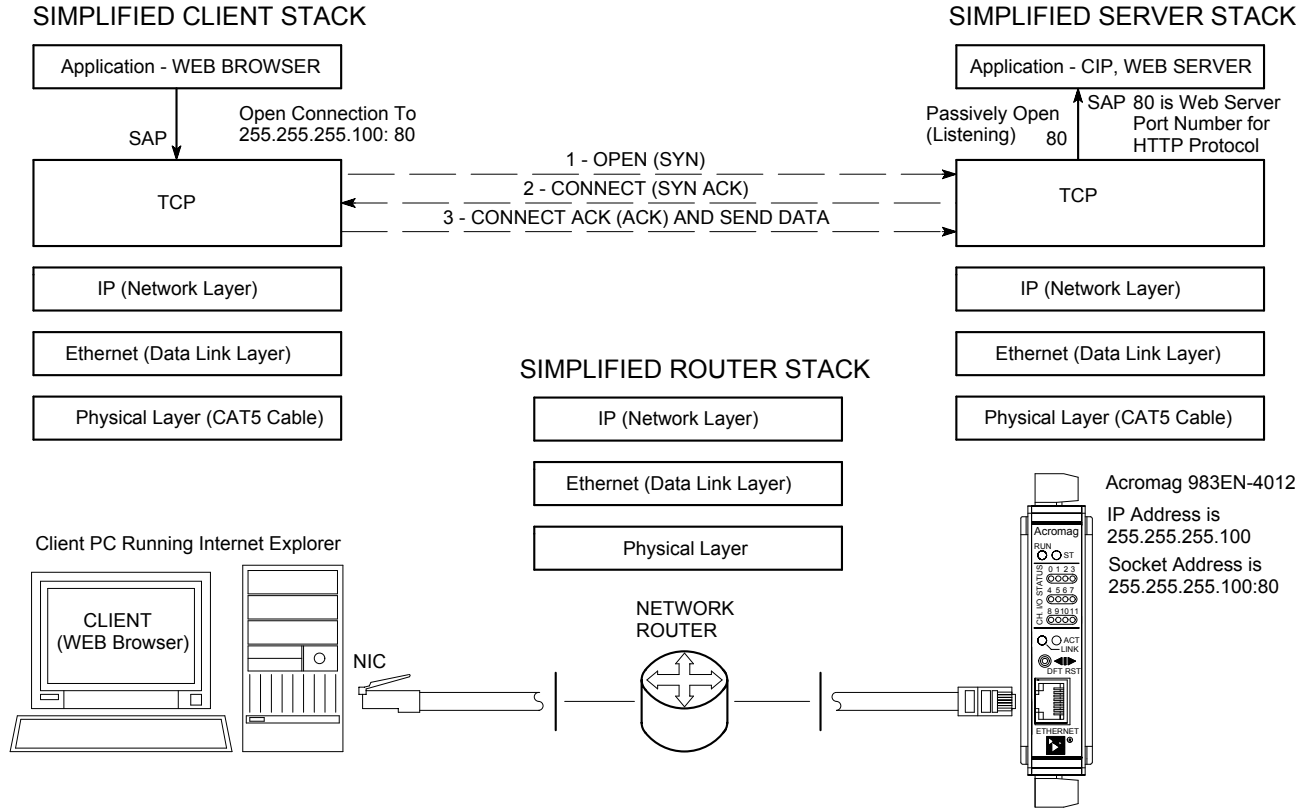 SIMPLIFIED CLIENT STACK
SIMPLIFIED SERVER STACK
Application - WEB BROWSER
Application - CIP, WEB SERVER
SAP
Open Connection To
255.255.255.100: 80
Passively Open
(Listening)
80
SAP
80 is Web Server
Port Number for
HTTP Protocol
TCP
1 - OPEN (SYN)
2 - CONNECT (SYN ACK)
3 - CONNECT ACK (ACK) AND SEND DATA
TCP
IP (Network Layer)
Ethernet (Data Link Layer)
Physical Layer (CAT5 Cable)
IP (Network Layer)
Ethernet (Data Link Layer)
Physical Layer (CAT5 Cable)
SIMPLIFIED ROUTER STACK
IP (Network Layer)
Ethernet (Data Link Layer)
Physical Layer
Client PC Running Internet Explorer
CLIENT
(WEB Browser)
NIC
NETWORK
ROUTER
Acromag 983EN-4012
IP Address is
255.255.255.100
Socket Address is
255.255.255.100:80
Acromag
RUN
ST
CH. I/O STATUS
0 1 2 3
4 5 6 7
8 9 10 11
ACT
LINK
DFT RST
ETHERNET
®